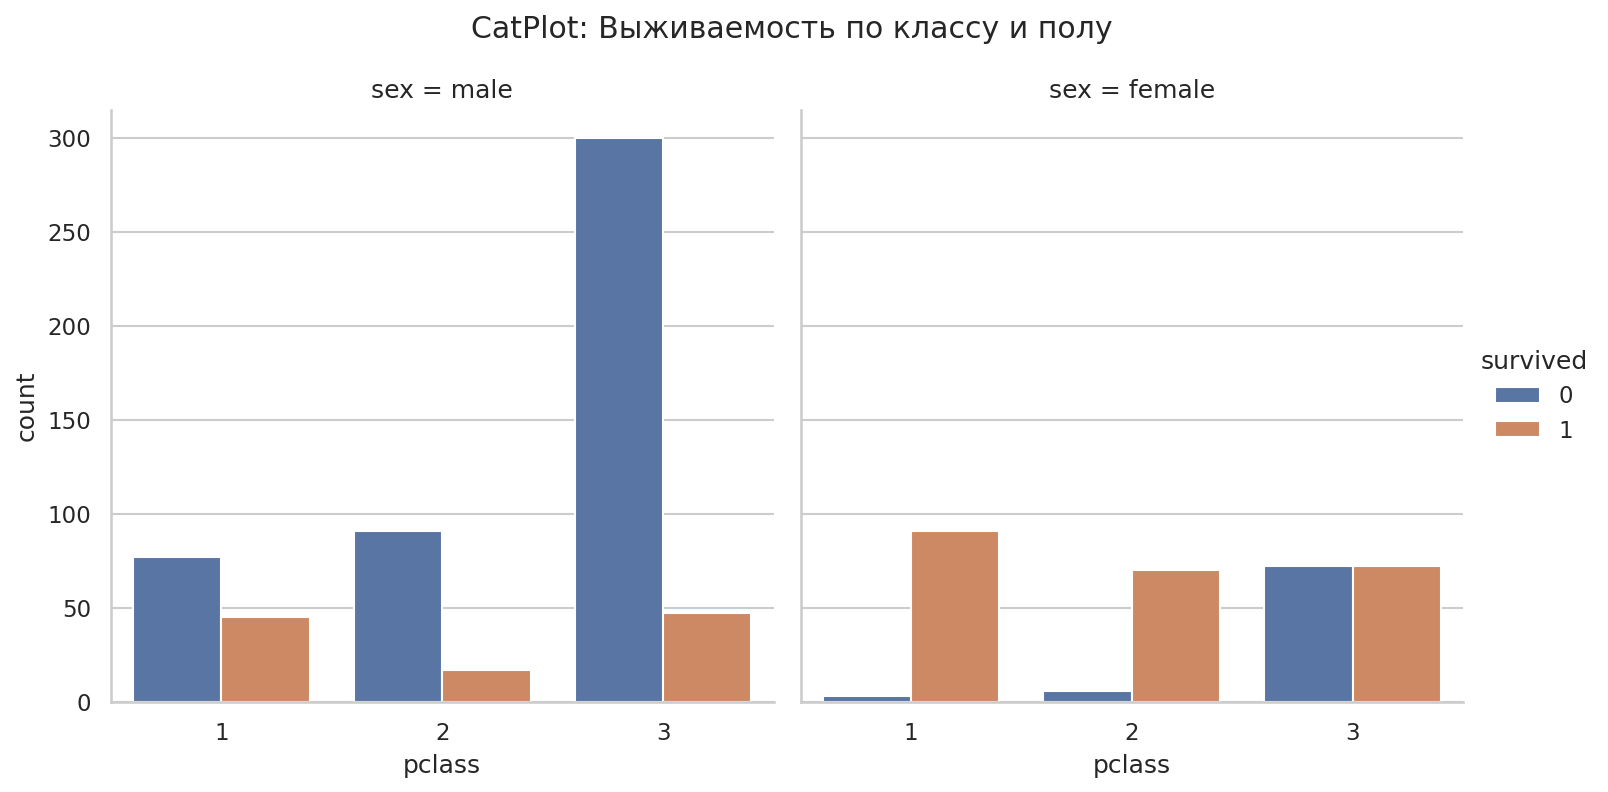 CatPlot: Выживаемость по классу и полу
sex = male
sex = female
300
250
200
150
100
50
0
count
1 2 3
pclass
1 2 3
pclass
survived
0
1